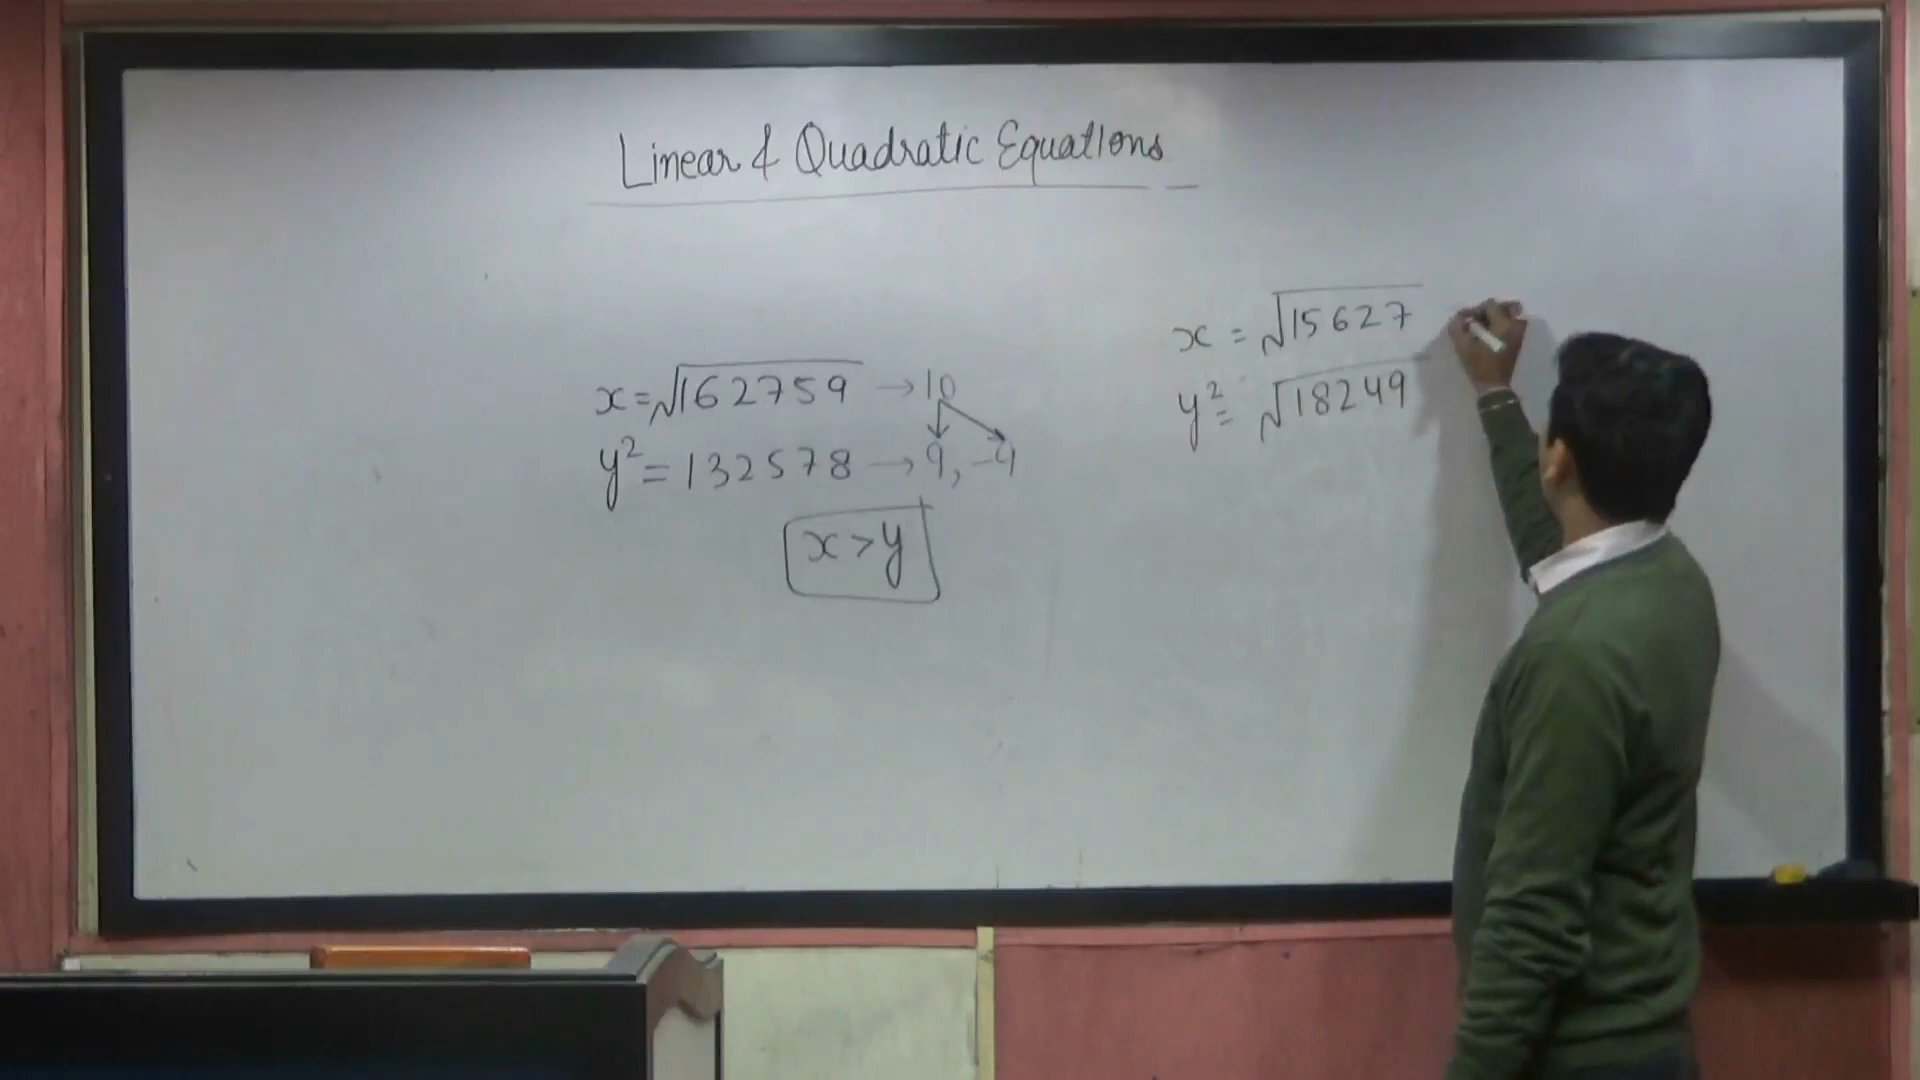 Linear & Quadratic Equations
x = √162759 → 10
y² = 132578 → 9, -9
x > y
x = √15627
y² = √18249